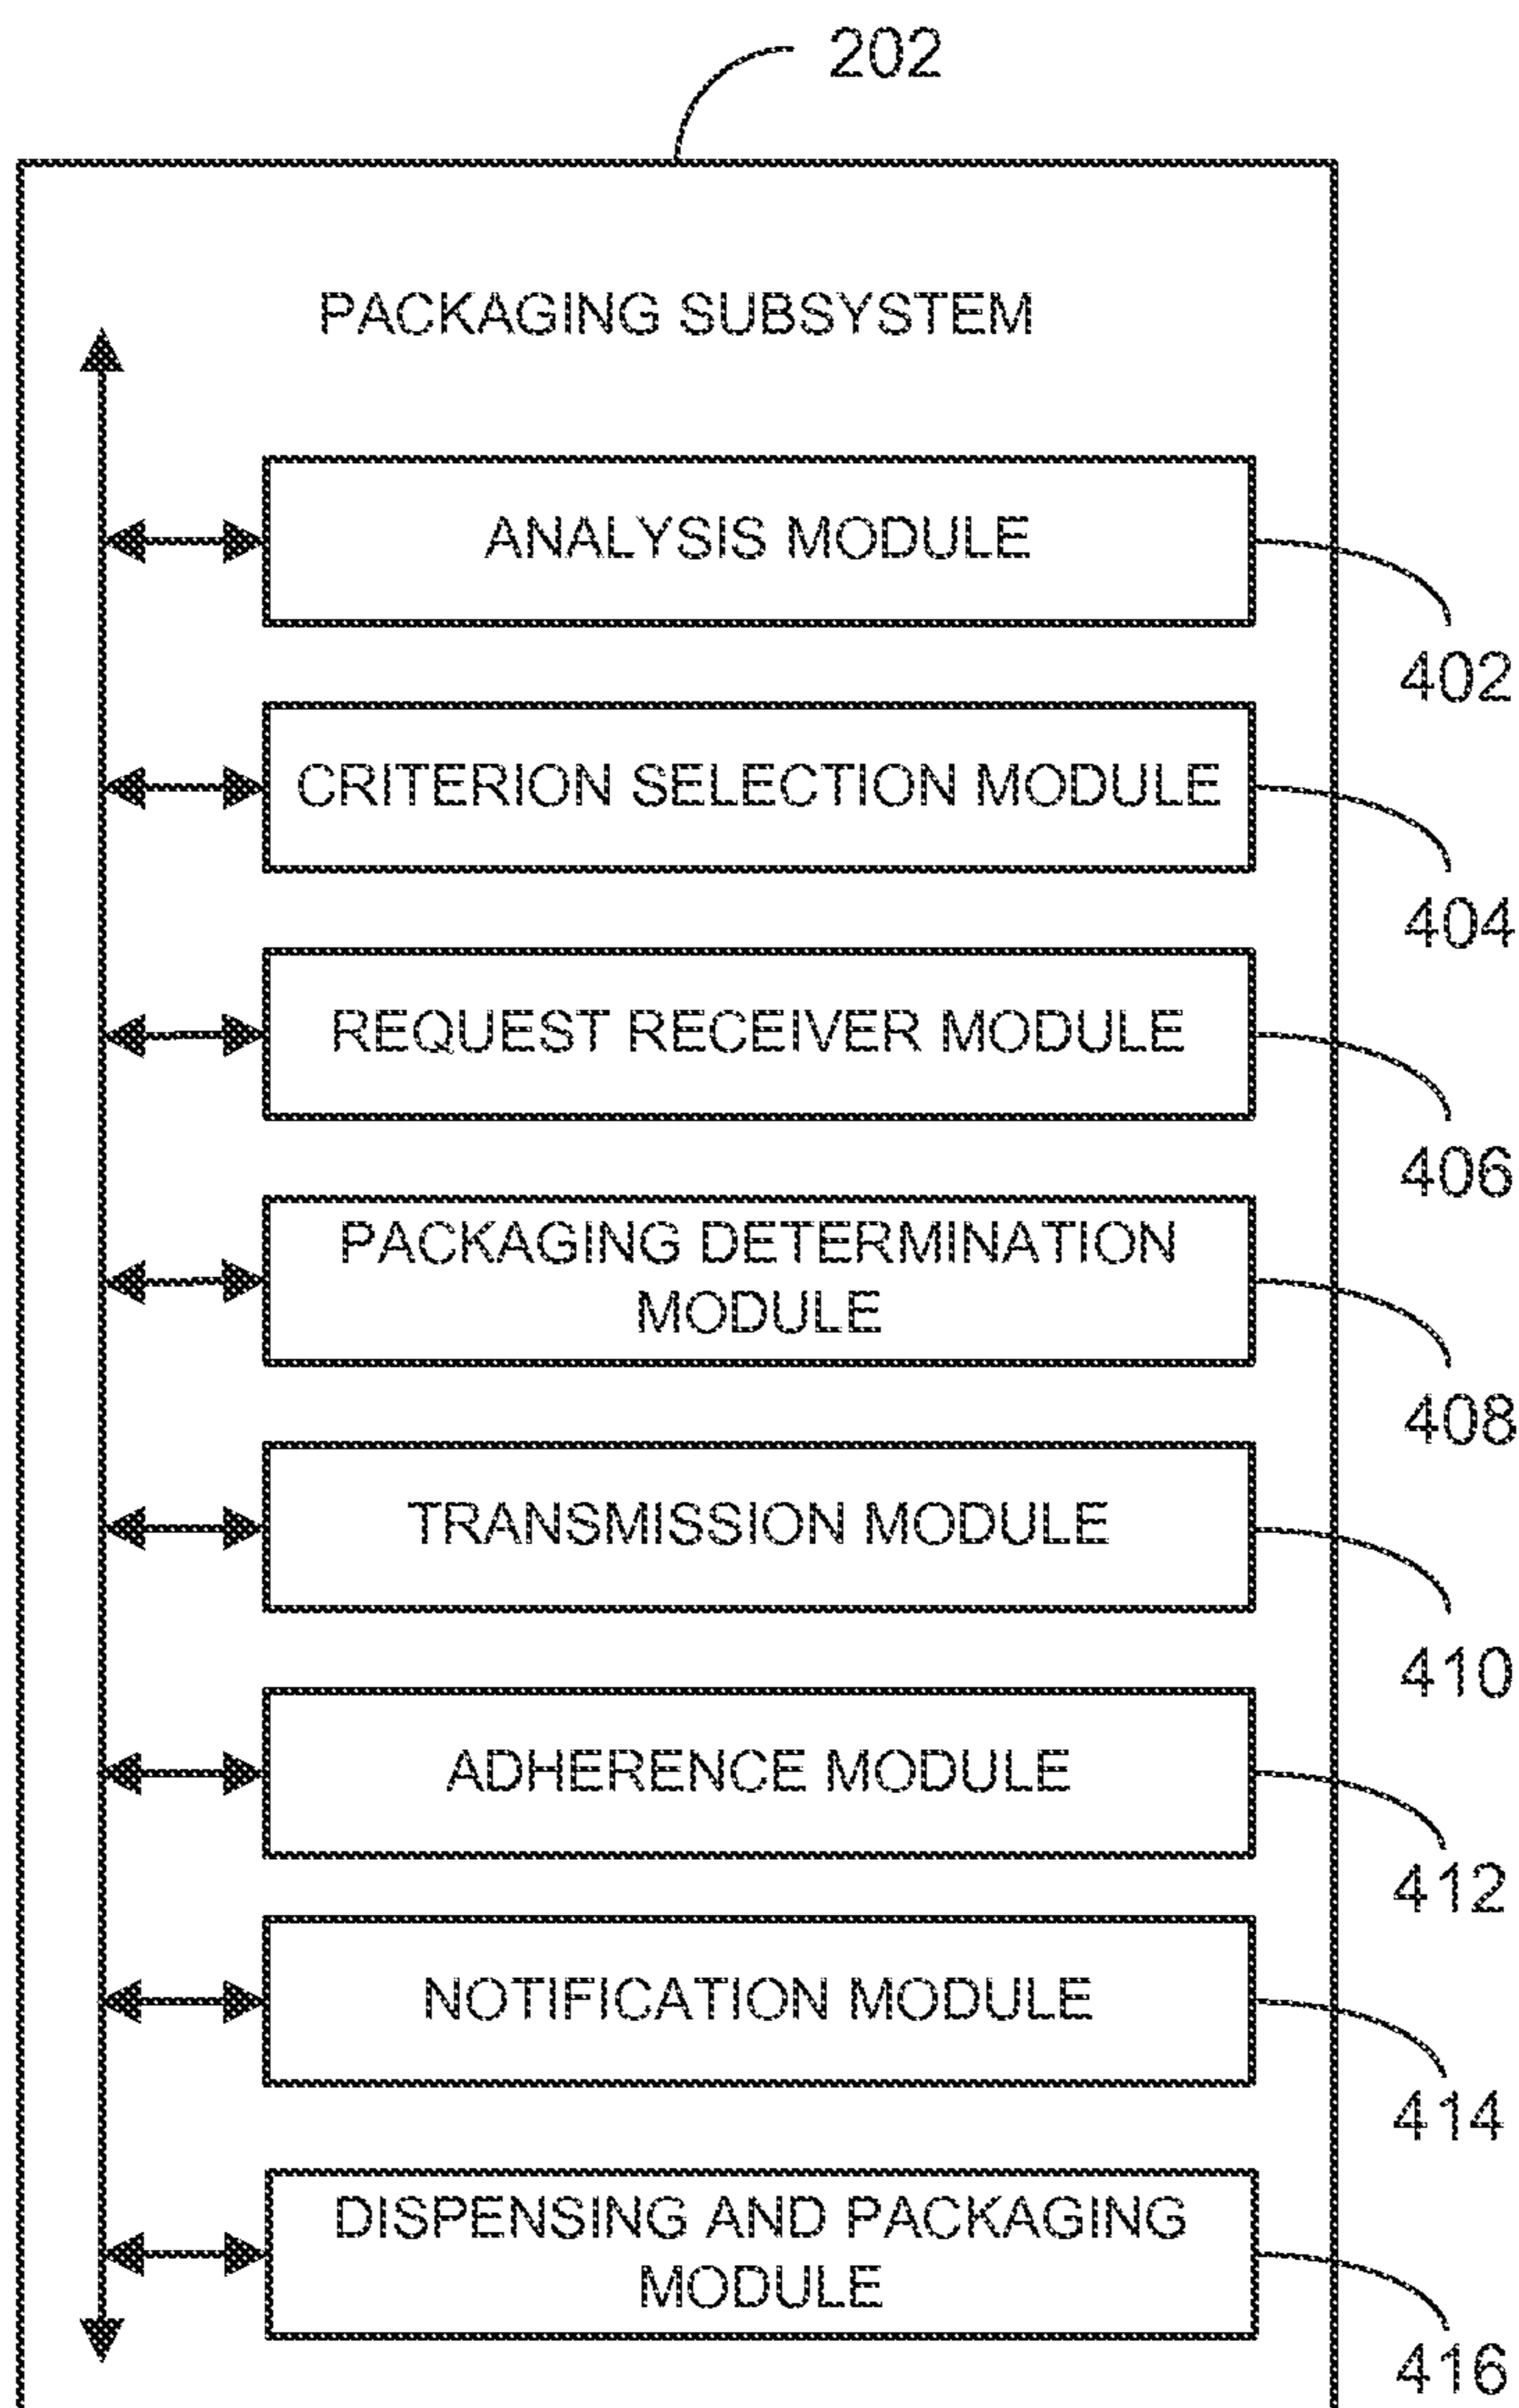 202
PACKAGING SUBSYSTEM
ANALYSIS MODULE
402
CRITERION SELECTION MODULE
404
REQUEST RECEIVER MODULE
406
PACKAGING DETERMINATION
MODULE
408
TRANSMISSION MODULE
410
ADHERENCE MODULE
412
NOTIFICATION MODULE
414
DISPENSING AND PACKAGING
MODULE
416